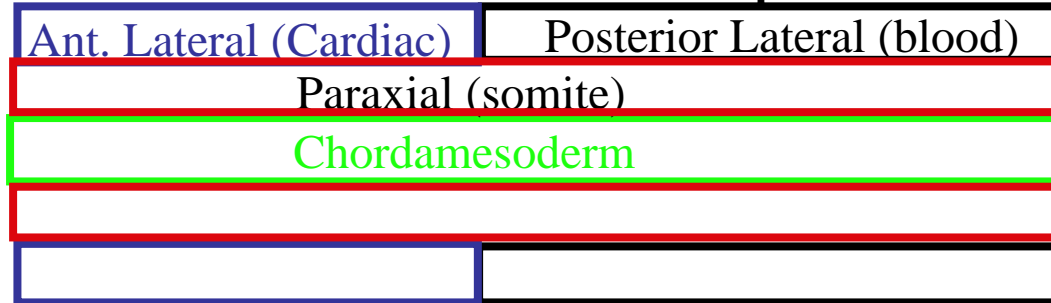 Ant. Lateral (Cardiac) Posterior Lateral (blood)
Paraxial (somite)
Chordamesoderm